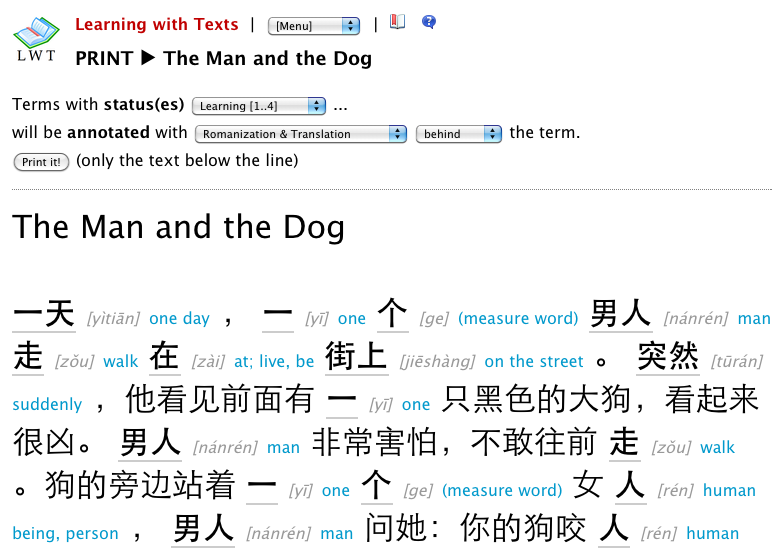 Learning with Texts | [Menu] |
LWT
PRINT ▶ The Man and the Dog
Terms with status(es) Learning [1..4] ...
will be annotated with Romanization & Translation behind the term.
Print it! (only the text below the line)
The Man and the Dog
一天 [yìtiān] one day ，一 [yī] one 个 [ge] (measure word) 男人 [nánrén] man
走 [zǒu] walk 在 [zài] at; live, be 街上 [jiēshàng] on the street 。 突然 [tūrán]
suddenly ，他看见前面有 一 [yī] one 只黑色的大狗，看起来
很凶。 男人 [nánrén] man 非常害怕，不敢往前 走 [zǒu] walk
。狗的旁边站着 一 [yī] one 个 [ge] (measure word) 女 人 [rén] human
being, person ， 男人 [nánrén] man 问她：你的狗咬 人 [rén] human